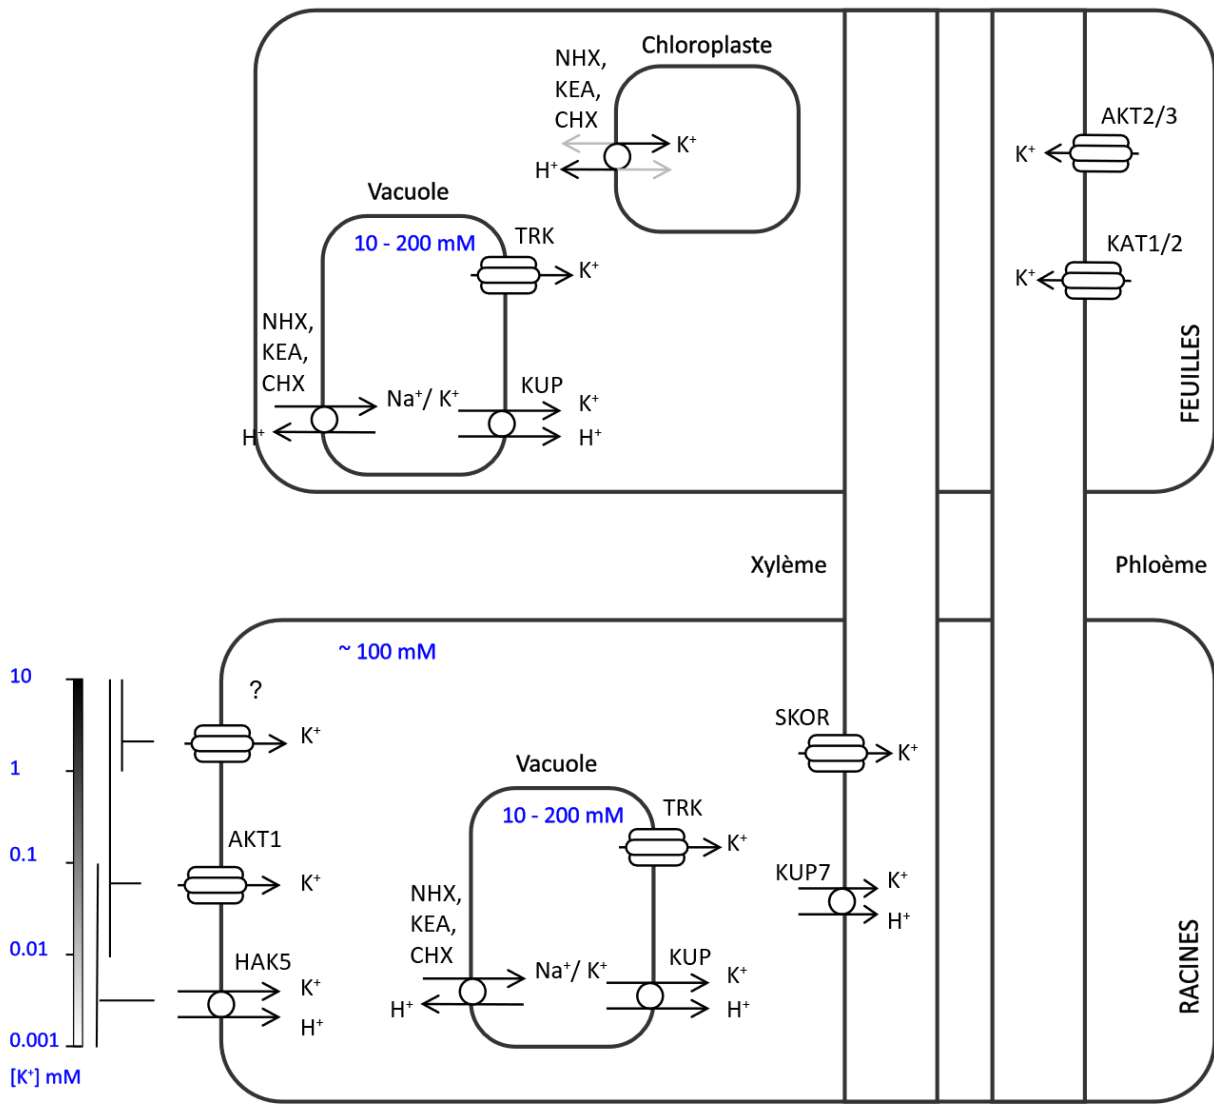 Chloroplaste
NHX,
KEA,
CHX
K⁺
H⁺
AKT2/3
K⁺
KAT1/2
K⁺
Vacuole
10 - 200 mM
TRK
K⁺
NHX,
KEA,
CHX
H⁺
Na⁺/ K⁺
KUP
K⁺
H⁺
FEUILLES
Xylème
Phloème
~ 100 mM
10
1
0.1
0.01
0.001
[K⁺] mM
?
K⁺
AKT1
K⁺
HAK5
K⁺
H⁺
Vacuole
10 - 200 mM
TRK
K⁺
NHX,
KEA,
CHX
H⁺
Na⁺/ K⁺
KUP
K⁺
H⁺
SKOR
K⁺
KUP7
K⁺
H⁺
RACINES